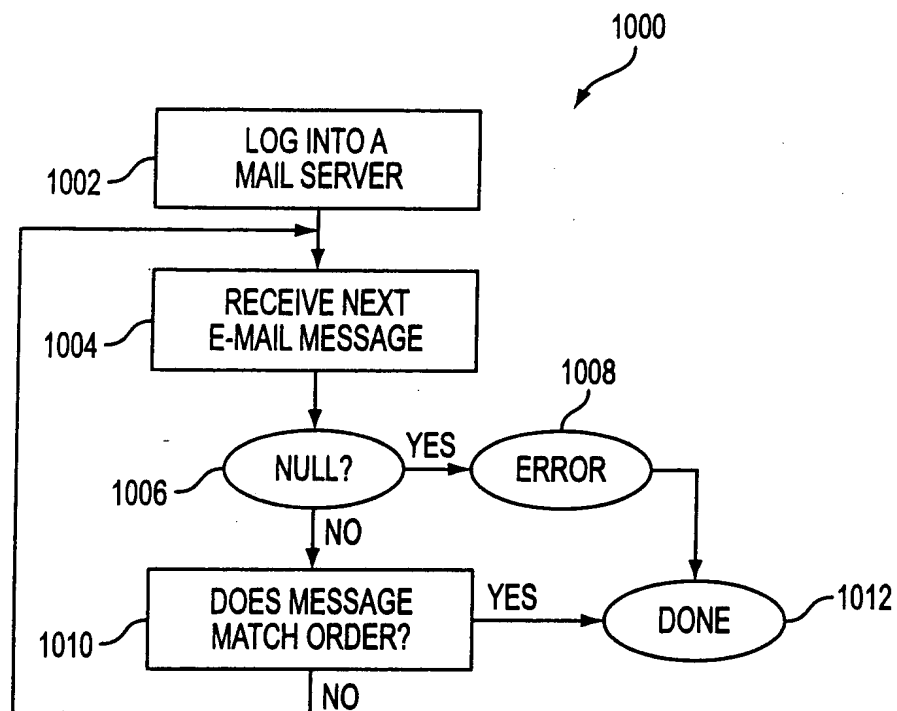 1000
LOG INTO A
MAIL SERVER
1002
RECEIVE NEXT
E-MAIL MESSAGE
1004
1008
NULL?
YES
ERROR
1006
NO
DOES MESSAGE
MATCH ORDER?
YES
DONE
1012
1010
NO